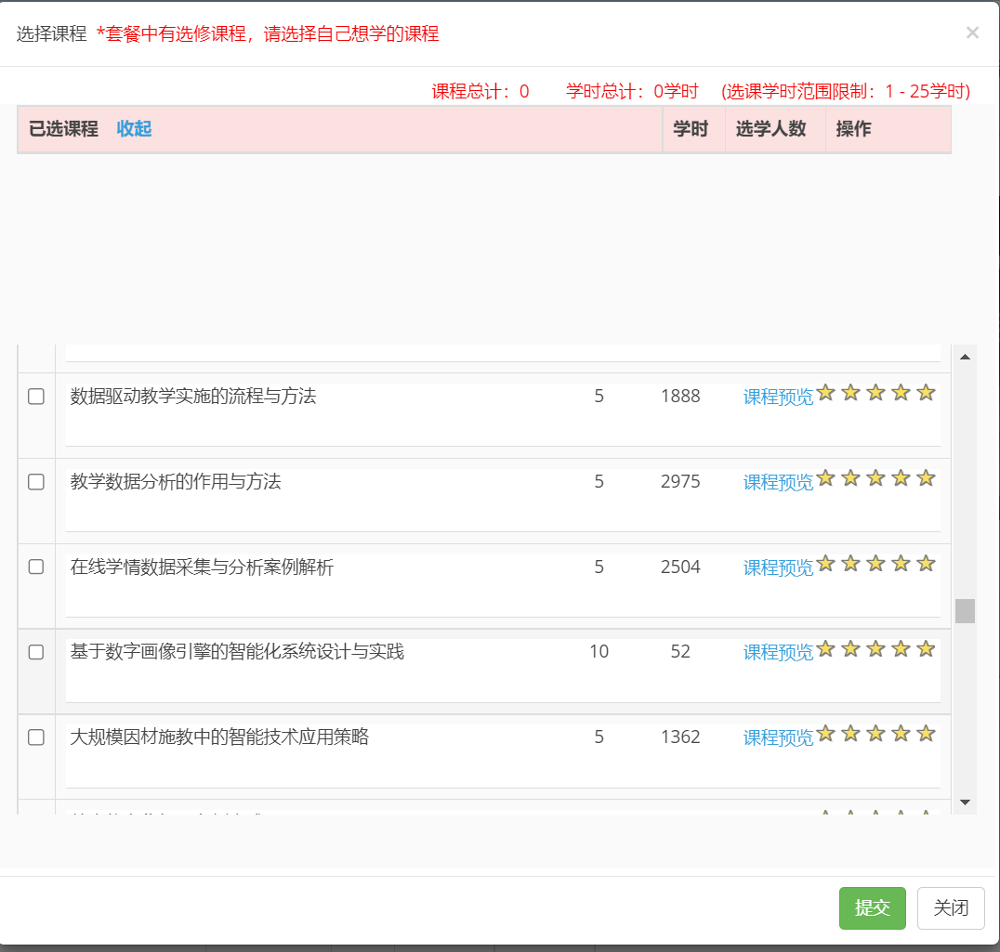 选择课程 *套餐中有选修课程，请选择自己想学的课程 ×
课程总计：0 学时总计：0学时 (选课学时范围限制：1 - 25学时)
已选课程 收起 学时 选学人数 操作
数据驱动教学实施的流程与方法 5 1888 课程预览
教学数据分析的作用与方法 5 2975 课程预览
在线学情数据采集与分析案例解析 5 2504 课程预览
基于数字画像引擎的智能化系统设计与实践 10 52 课程预览
大规模因材施教中的智能技术应用策略 5 1362 课程预览
提交 关闭